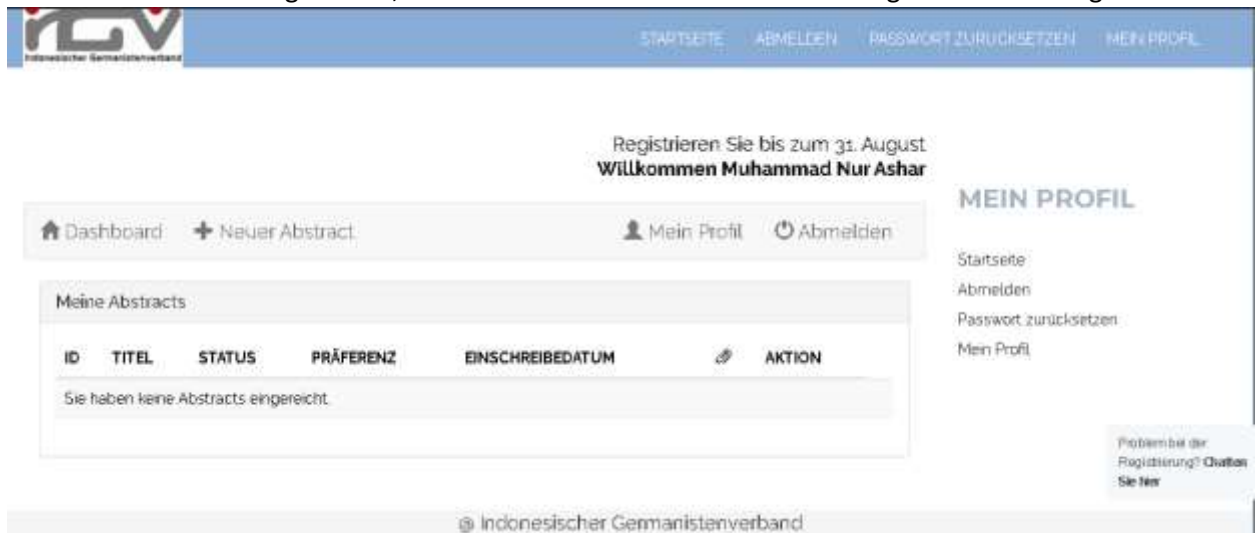 IGV
Indonesischer Germanistenverband
STARTSEITE ABMELDEN PASSWORT ZURÜCKSETZEN MEIN PROFIL
Registrieren Sie bis zum 31. August
Willkommen Muhammad Nur Ashar
MEIN PROFIL
Dashboard Neuer Abstract Mein Profil Abmelden
Startseite
Abmelden
Passwort zurücksetzen
Mein Profil
Meine Abstracts
ID TITEL STATUS PRÄFERENZ EINSCHREIBEDATUM AKTION
Sie haben keine Abstracts eingereicht.
Problem bei der
Registrierung? Chatten
Sie hier
@ Indonesischer Germanistenverband